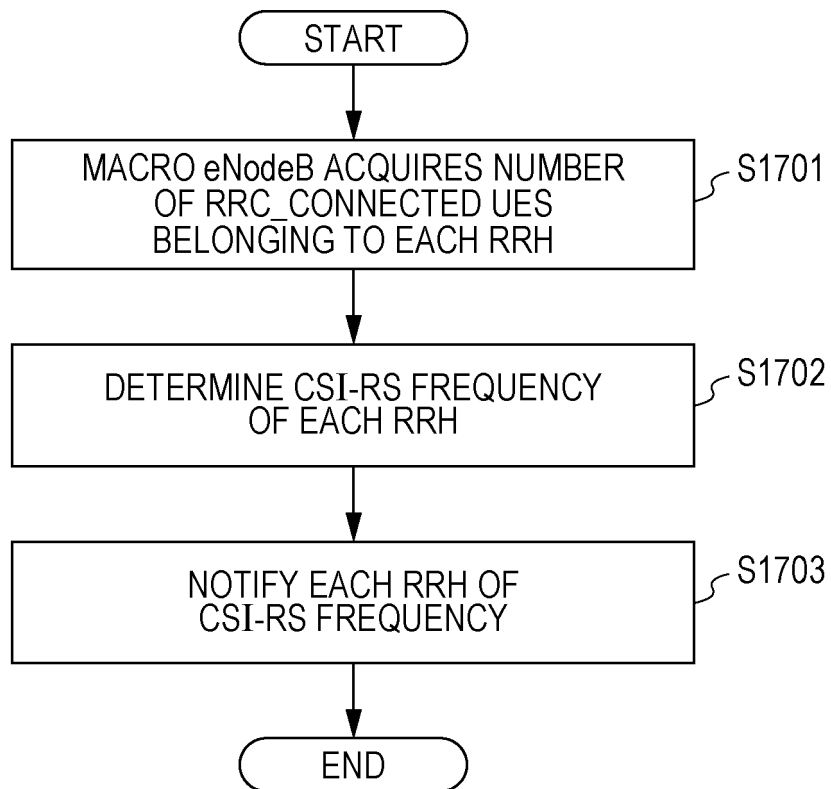 START
MACRO eNodeB ACQUIRES NUMBER
OF RRC_CONNECTED UES
BELONGING TO EACH RRH
S1701
DETERMINE CSI-RS FREQUENCY
OF EACH RRH
S1702
NOTIFY EACH RRH OF
CSI-RS FREQUENCY
S1703
END